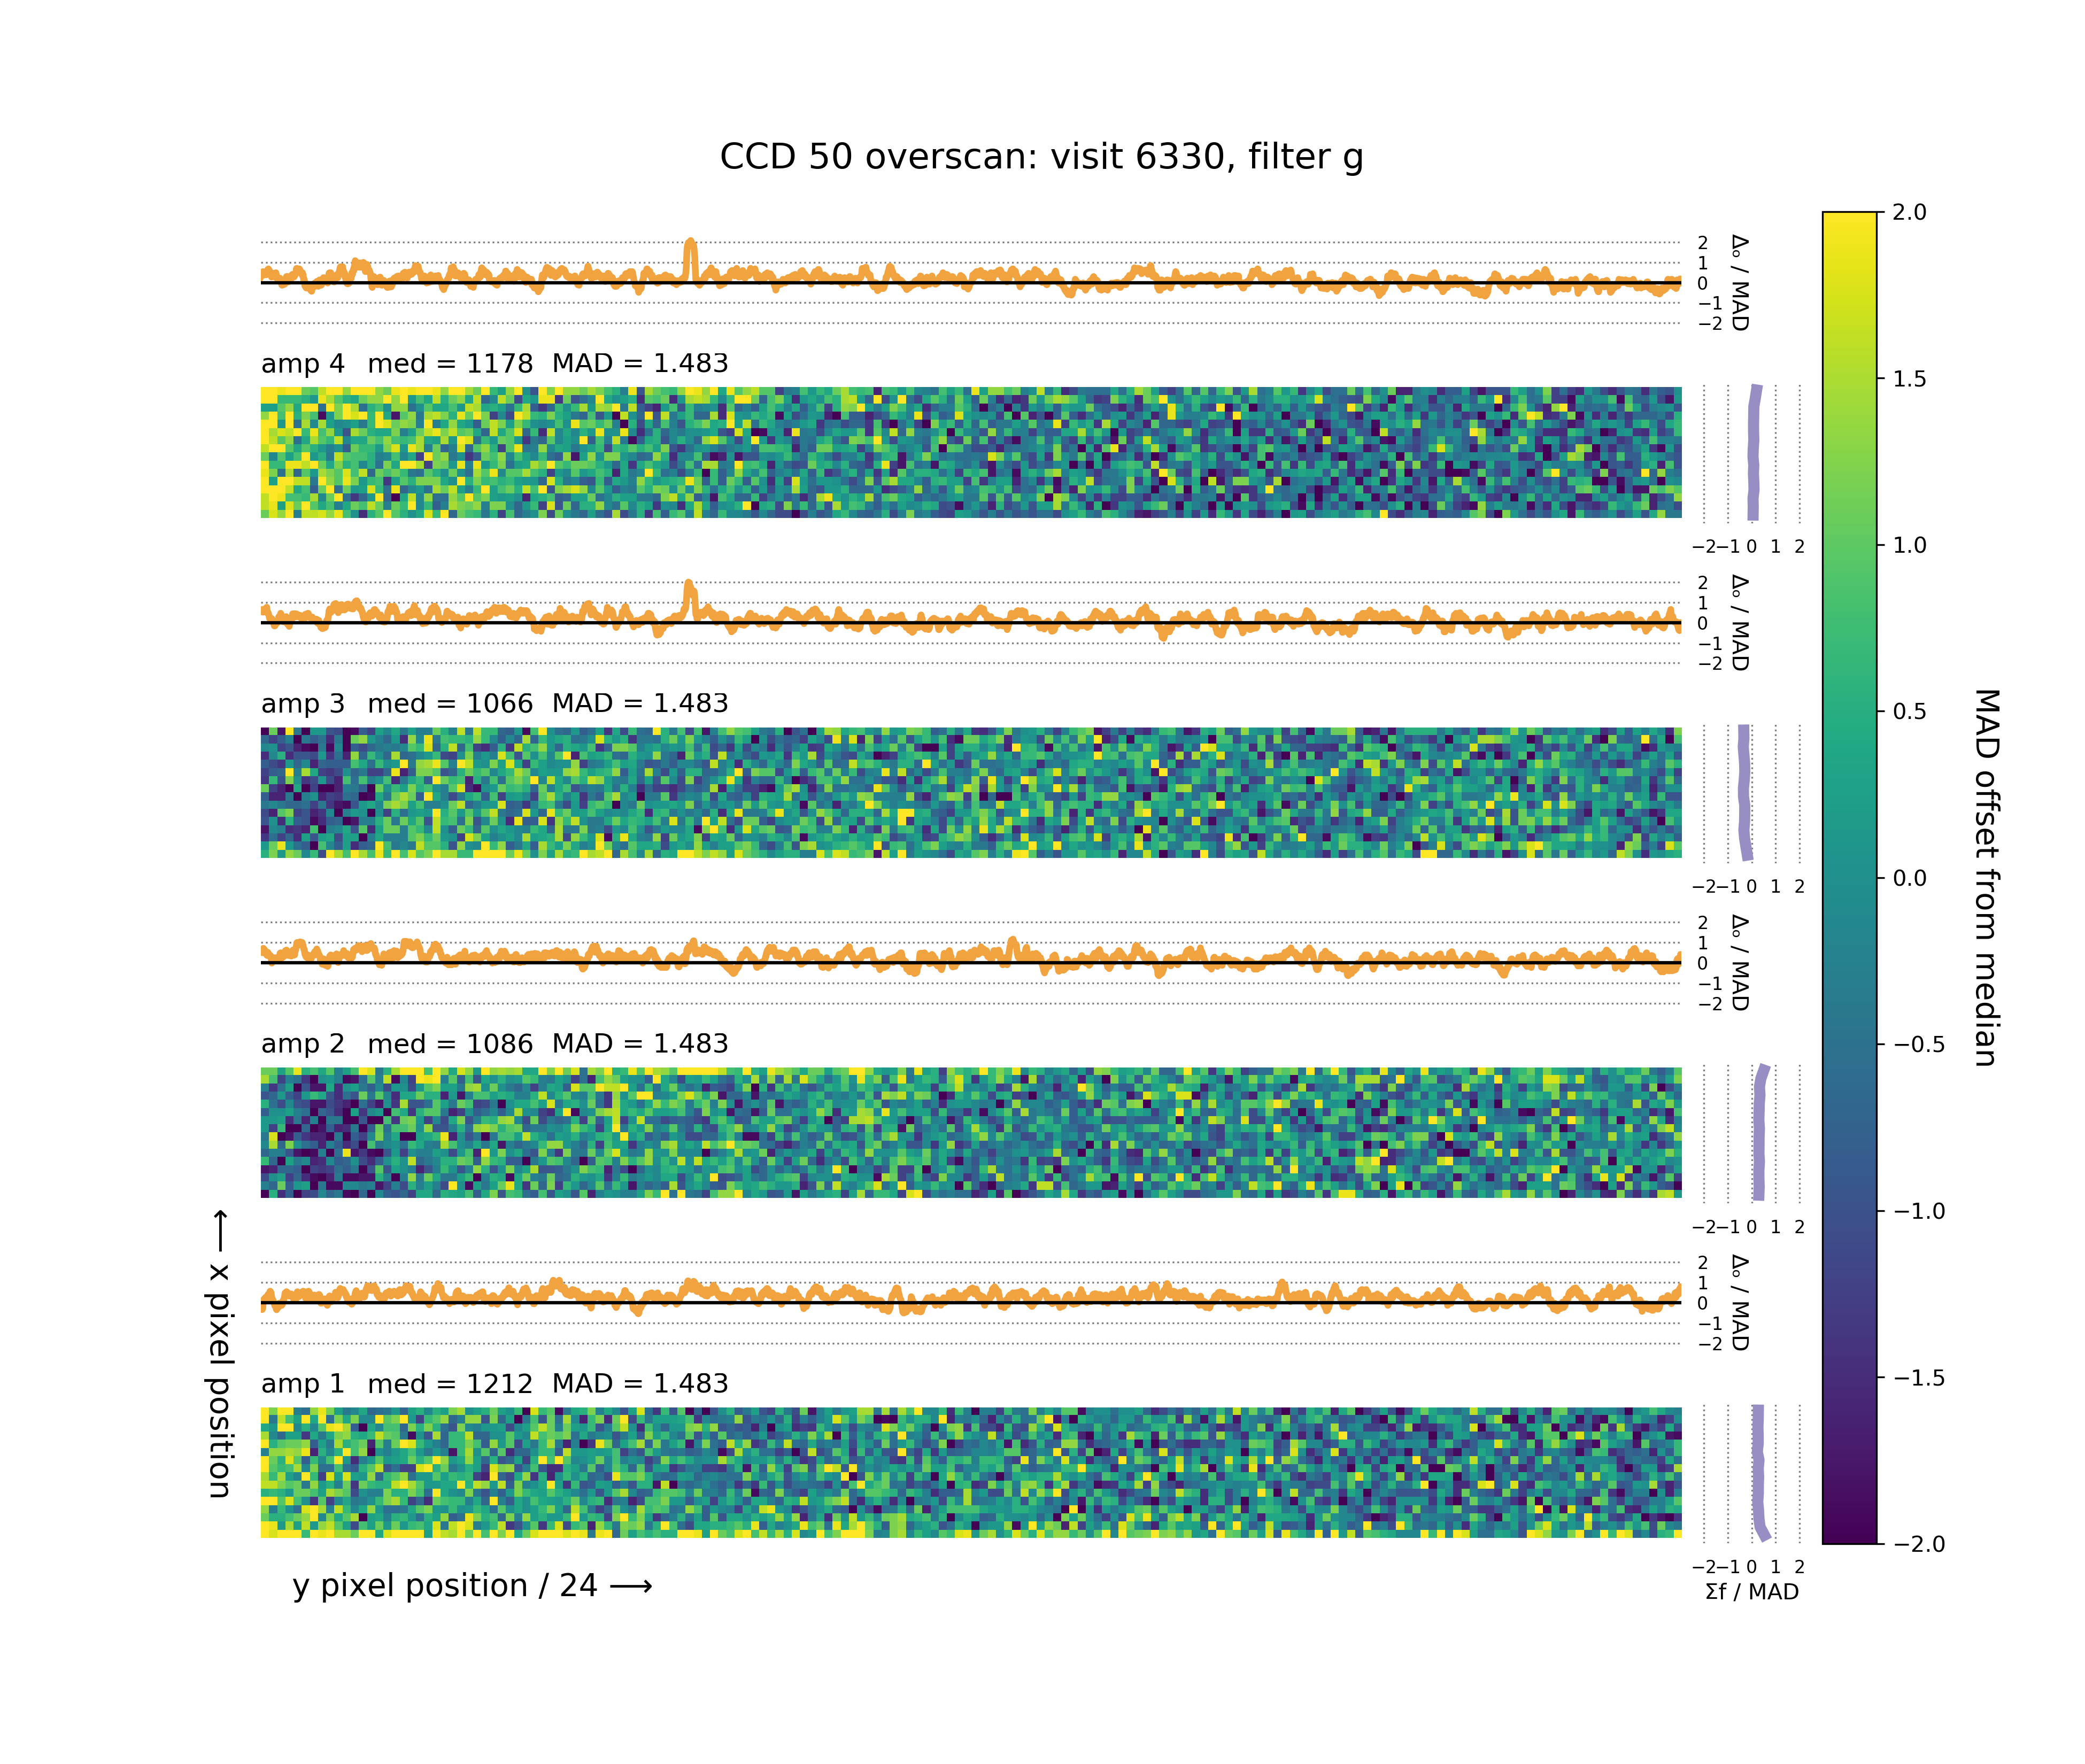 CCD 50 overscan: visit 6330, filter g
2
1
0
−1
−2
Δₒ / MAD
amp 4 med = 1178 MAD = 1.483
−2 −1 0 1 2
2
1
0
−1
−2
Δₒ / MAD
amp 3 med = 1066 MAD = 1.483
−2 −1 0 1 2
2
1
0
−1
−2
Δₒ / MAD
amp 2 med = 1086 MAD = 1.483
−2 −1 0 1 2
2
1
0
−1
−2
Δₒ / MAD
amp 1 med = 1212 MAD = 1.483
−2 −1 0 1 2
Σf / MAD
⟵ x pixel position
y pixel position / 24 ⟶
2.0
1.5
1.0
0.5
0.0
−0.5
−1.0
−1.5
−2.0
MAD offset from median